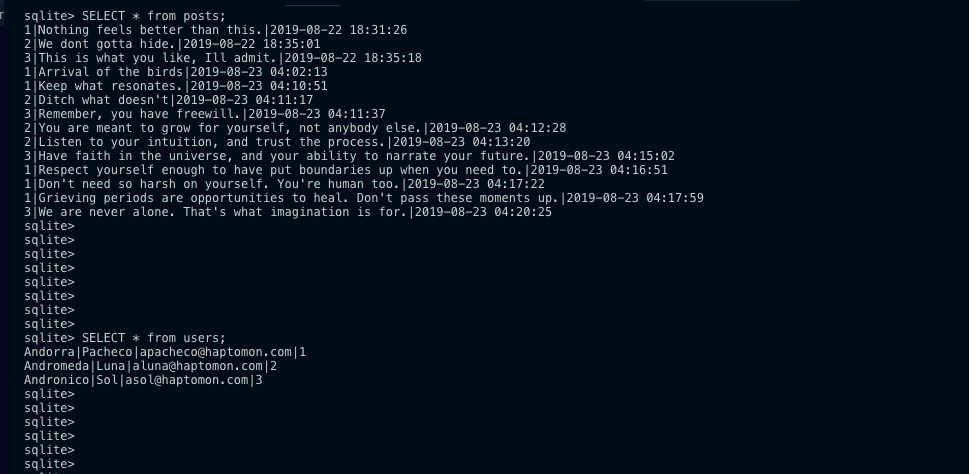 sqlite> SELECT * from posts;
1|Nothing feels better than this.|2019-08-22 18:31:26
2|We dont gotta hide.|2019-08-22 18:35:01
3|This is what you like, Ill admit.|2019-08-22 18:35:18
1|Arrival of the birds|2019-08-23 04:02:13
1|Keep what resonates.|2019-08-23 04:10:51
2|Ditch what doesn't|2019-08-23 04:11:17
3|Remember, you have freewill.|2019-08-23 04:11:37
2|You are meant to grow for yourself, not anybody else.|2019-08-23 04:12:28
2|Listen to your intuition, and trust the process.|2019-08-23 04:13:20
3|Have faith in the universe, and your ability to narrate your future.|2019-08-23 04:15:02
1|Respect yourself enough to have put boundaries up when you need to.|2019-08-23 04:16:51
1|Don't need so harsh on yourself. You're human too.|2019-08-23 04:17:22
1|Grieving periods are opportunities to heal. Don't pass these moments up.|2019-08-23 04:17:59
3|We are never alone. That's what imagination is for.|2019-08-23 04:20:25
sqlite>
sqlite>
sqlite>
sqlite>
sqlite>
sqlite>
sqlite>
sqlite>
sqlite> SELECT * from users;
Andorra|Pacheco|apacheco@haptomon.com|1
Andromeda|Luna|aluna@haptomon.com|2
Andronico|Sol|asol@haptomon.com|3
sqlite>
sqlite>
sqlite>
sqlite>
sqlite>
sqlite>